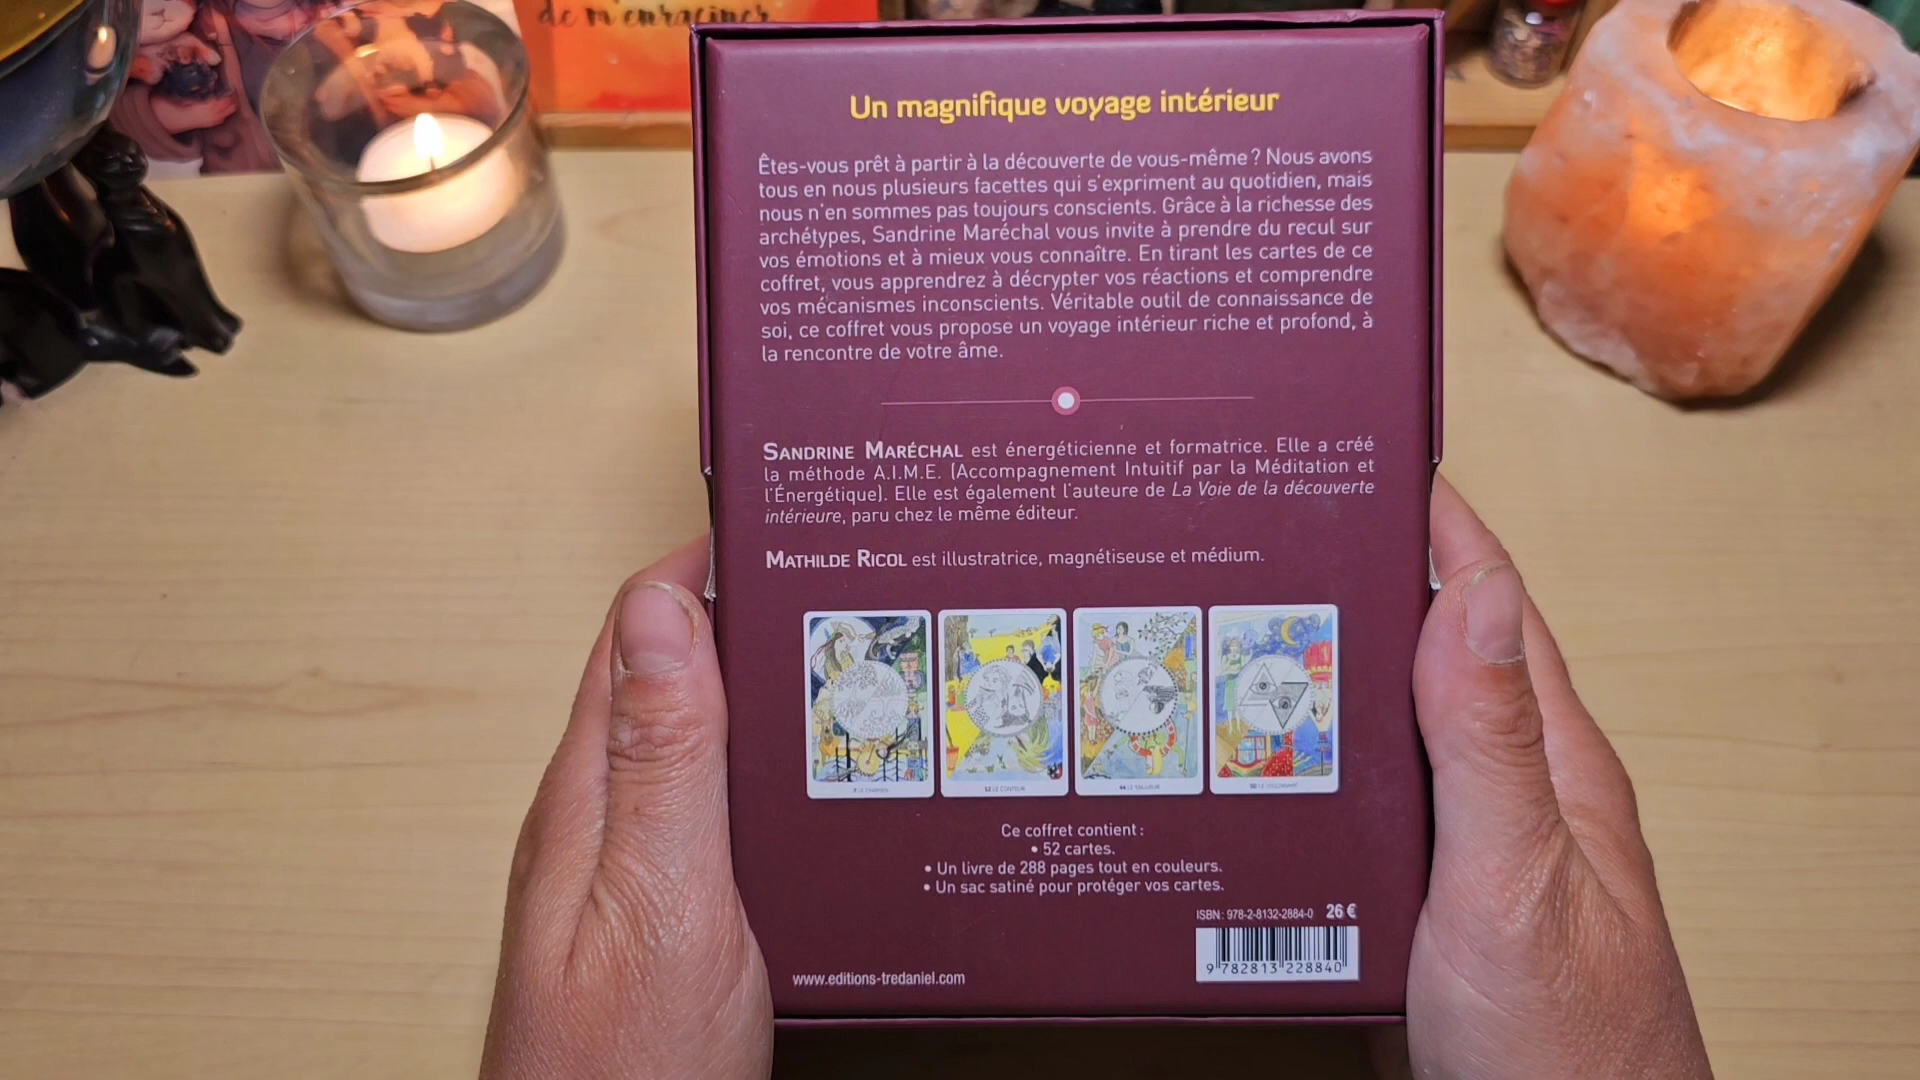 de m'enraciner
Un magnifique voyage intérieur
Êtes-vous prêt à partir à la découverte de vous-même ? Nous avons
tous en nous plusieurs facettes qui s'expriment au quotidien, mais
nous n'en sommes pas toujours conscients. Grâce à la richesse des
archétypes, Sandrine Maréchal vous invite à prendre du recul sur
vos émotions et à mieux vous connaître. En tirant les cartes de ce
coffret, vous apprendrez à décrypter vos réactions et comprendre
vos mécanismes inconscients. Véritable outil de connaissance de
soi, ce coffret vous propose un voyage intérieur riche et profond, à
la rencontre de votre âme.
SANDRINE MARÉCHAL est énergéticienne et formatrice. Elle a créé
la méthode A.I.M.E. (Accompagnement Intuitif par la Méditation et
l'Énergétique). Elle est également l'auteure de La Voie de la découverte
intérieure, paru chez le même éditeur.
MATHILDE RICOL est illustratrice, magnétiseuse et médium.
12 LE CONTEUR
44 LE TAILLEUR
Ce coffret contient :
• 52 cartes.
• Un livre de 288 pages tout en couleurs.
• Un sac satiné pour protéger vos cartes.
ISBN : 978-2-8132-2884-0 26 €
9 782813 228840
www.editions-tredaniel.com